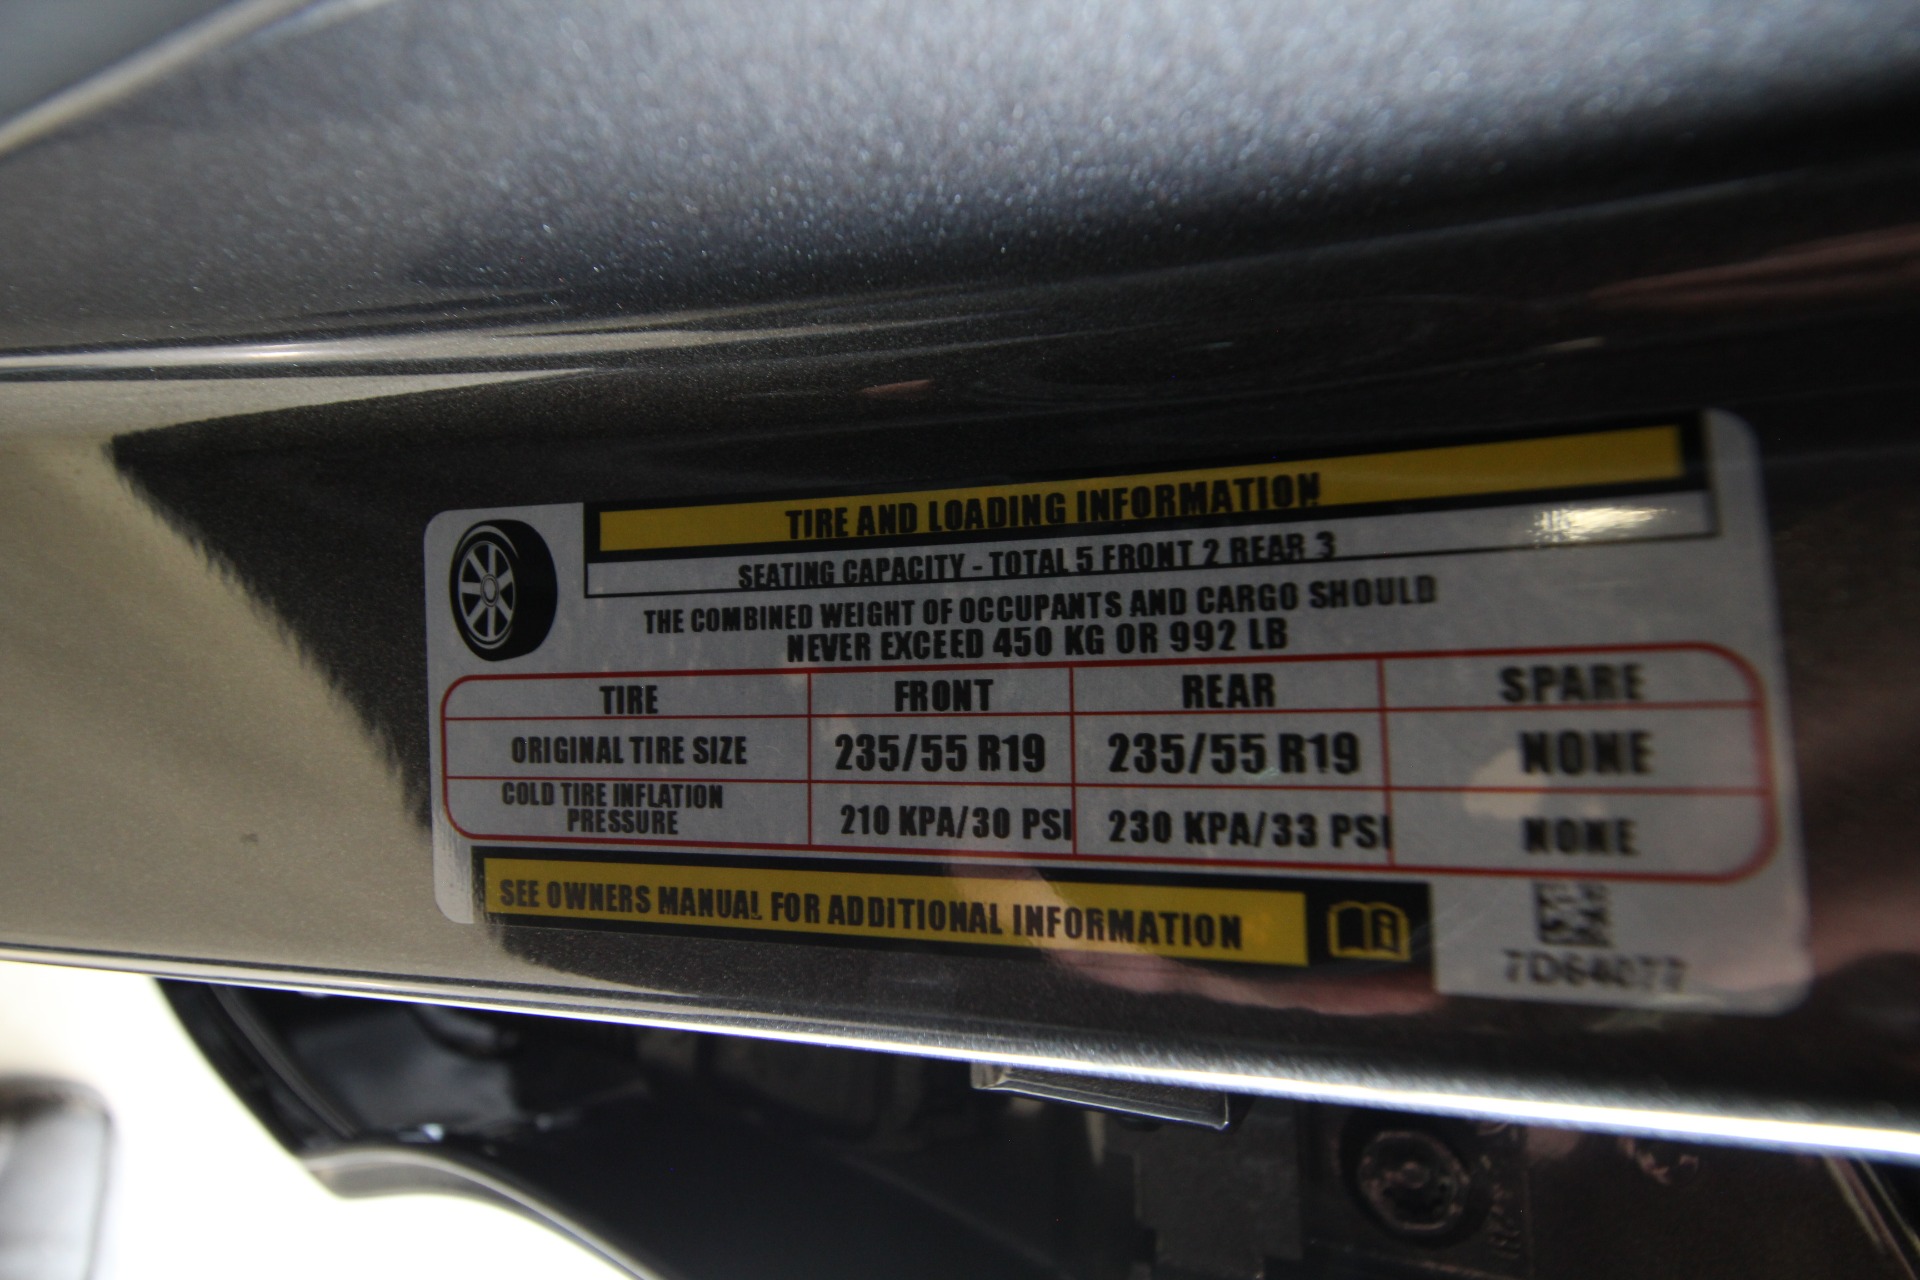 TIRE AND LOADING INFORMATION
SEATING CAPACITY - TOTAL 5 FRONT 2 REAR 3
THE COMBINED WEIGHT OF OCCUPANTS AND CARGO SHOULD
NEVER EXCEED 450 KG OR 992 LB
TIRE FRONT REAR SPARE
ORIGINAL TIRE SIZE 235/55 R19 235/55 R19 NONE
COLD TIRE INFLATION
PRESSURE 210 KPA/30 PSI 230 KPA/33 PSI NONE
SEE OWNERS MANUAL FOR ADDITIONAL INFORMATION
7D64077